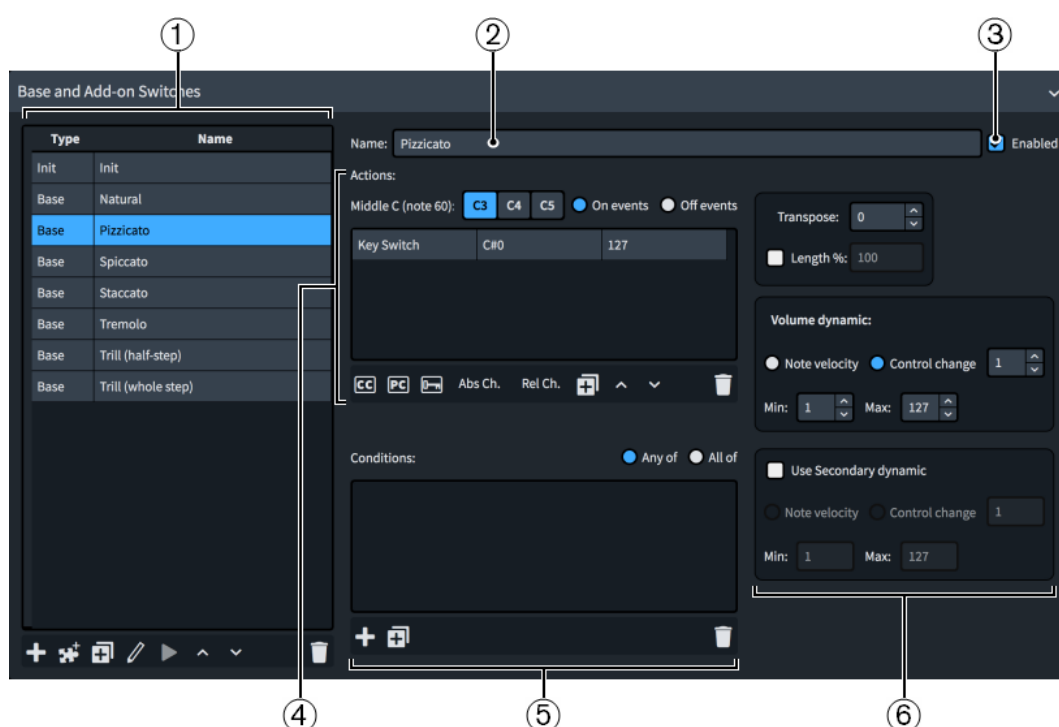 1 2 3
Base and Add-on Switches
Type Name
Init Init
Base Natural
Base Pizzicato
Base Spiccato
Base Staccato
Base Tremolo
Base Trill (half-step)
Base Trill (whole step)
Name: Pizzicato Enabled
Actions:
Middle C (note 60): C3 C4 C5 On events Off events
Key Switch C#0 127
CC PC Abs Ch. Rel Ch.
Conditions: Any of All of
Transpose: 0
Length %: 100
Volume dynamic:
Note velocity Control change 1
Min: 1 Max: 127
Use Secondary dynamic
Note velocity Control change 1
Min: 1 Max: 127
4 5 6